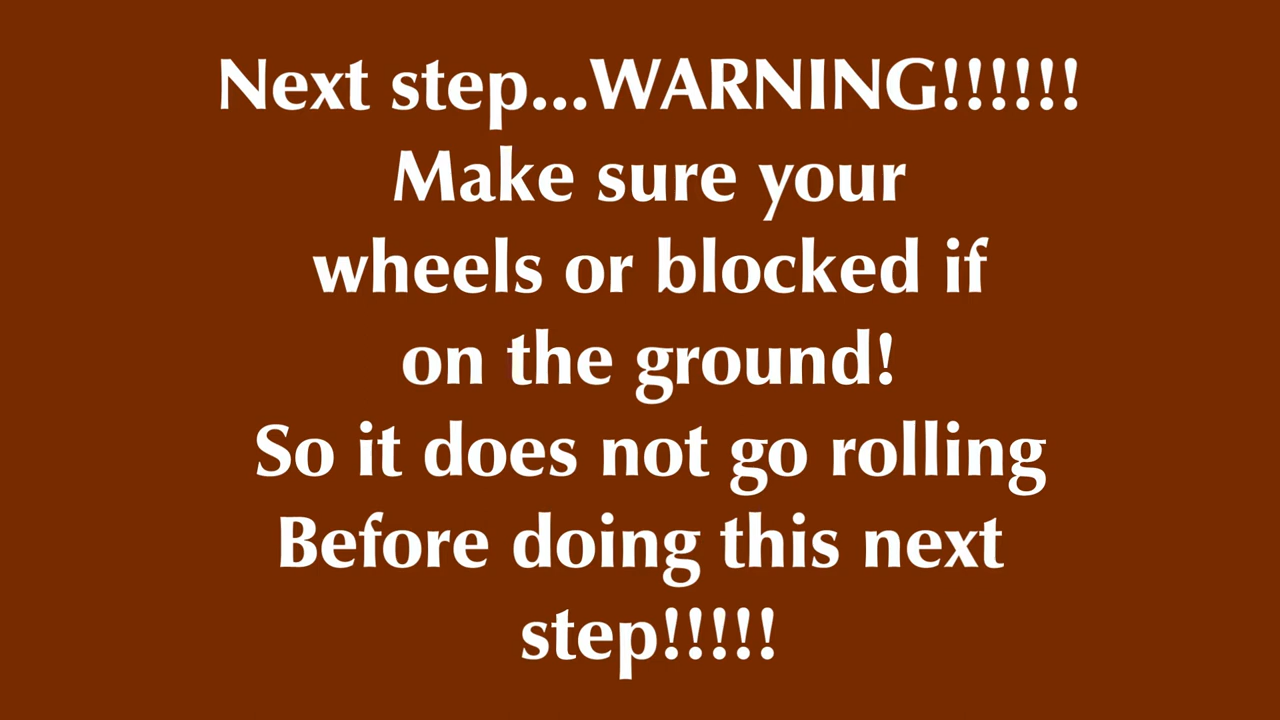 Next step...WARNING!!!!!!
Make sure your
wheels or blocked if
on the ground!
So it does not go rolling
Before doing this next
step!!!!!